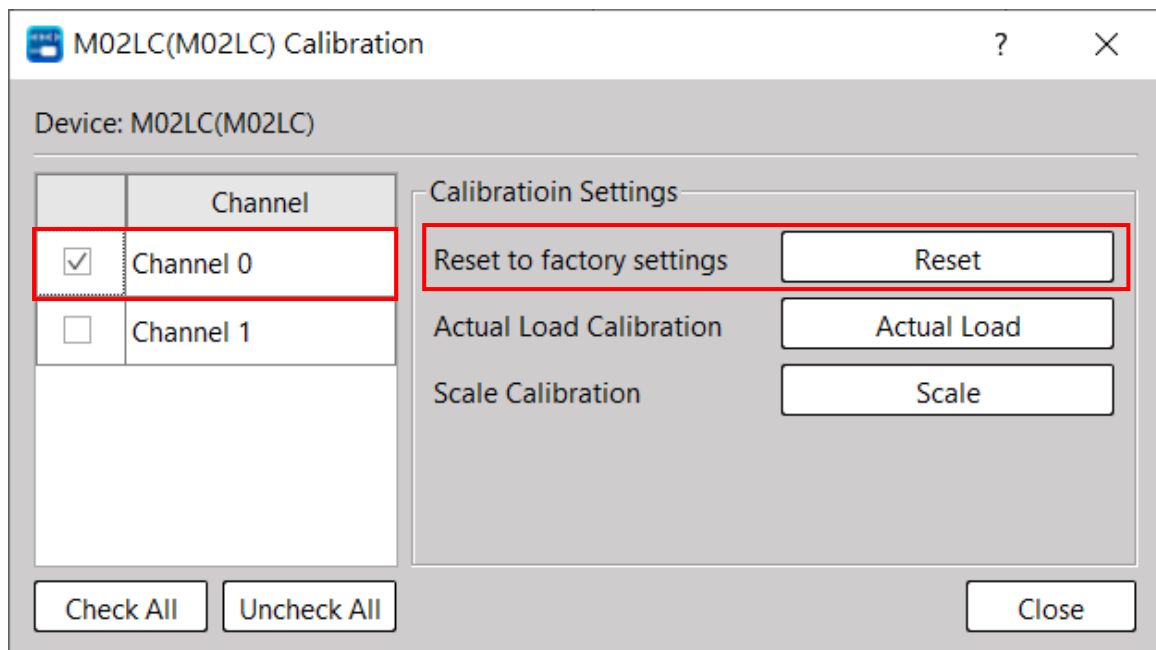 M02LC(M02LC) Calibration ?
Device: M02LC(M02LC)
Channel
Channel 0
Channel 1
Calibratioin Settings
Reset to factory settings Reset
Actual Load Calibration Actual Load
Scale Calibration Scale
Check All Uncheck All Close